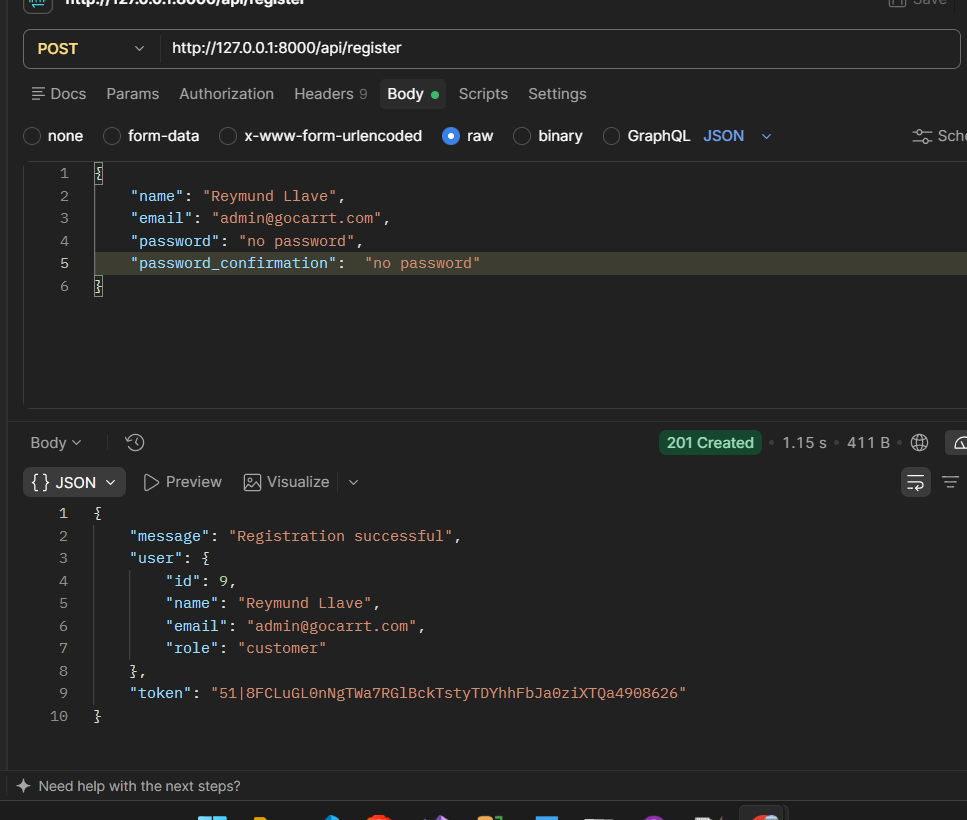 http://127.0.0.1:8000/api/register Save
POST http://127.0.0.1:8000/api/register
Docs Params Authorization Headers 9 Body Scripts Settings
none form-data x-www-form-urlencoded raw binary GraphQL JSON Sche
1 {
2 "name": "Reymund Llave",
3 "email": "admin@gocarrt.com",
4 "password": "no password",
5 "password_confirmation":  "no password"
6 }
Body 201 Created • 1.15 s • 411 B •
{ } JSON Preview Visualize
1 {
2 "message": "Registration successful",
3 "user": {
4 "id": 9,
5 "name": "Reymund Llave",
6 "email": "admin@gocarrt.com",
7 "role": "customer"
8 },
9 "token": "51|8FCLuGL0nNgTWa7RGlBckTstyTDYhhFbJa0ziXTQa4908626"
10 }
Need help with the next steps?